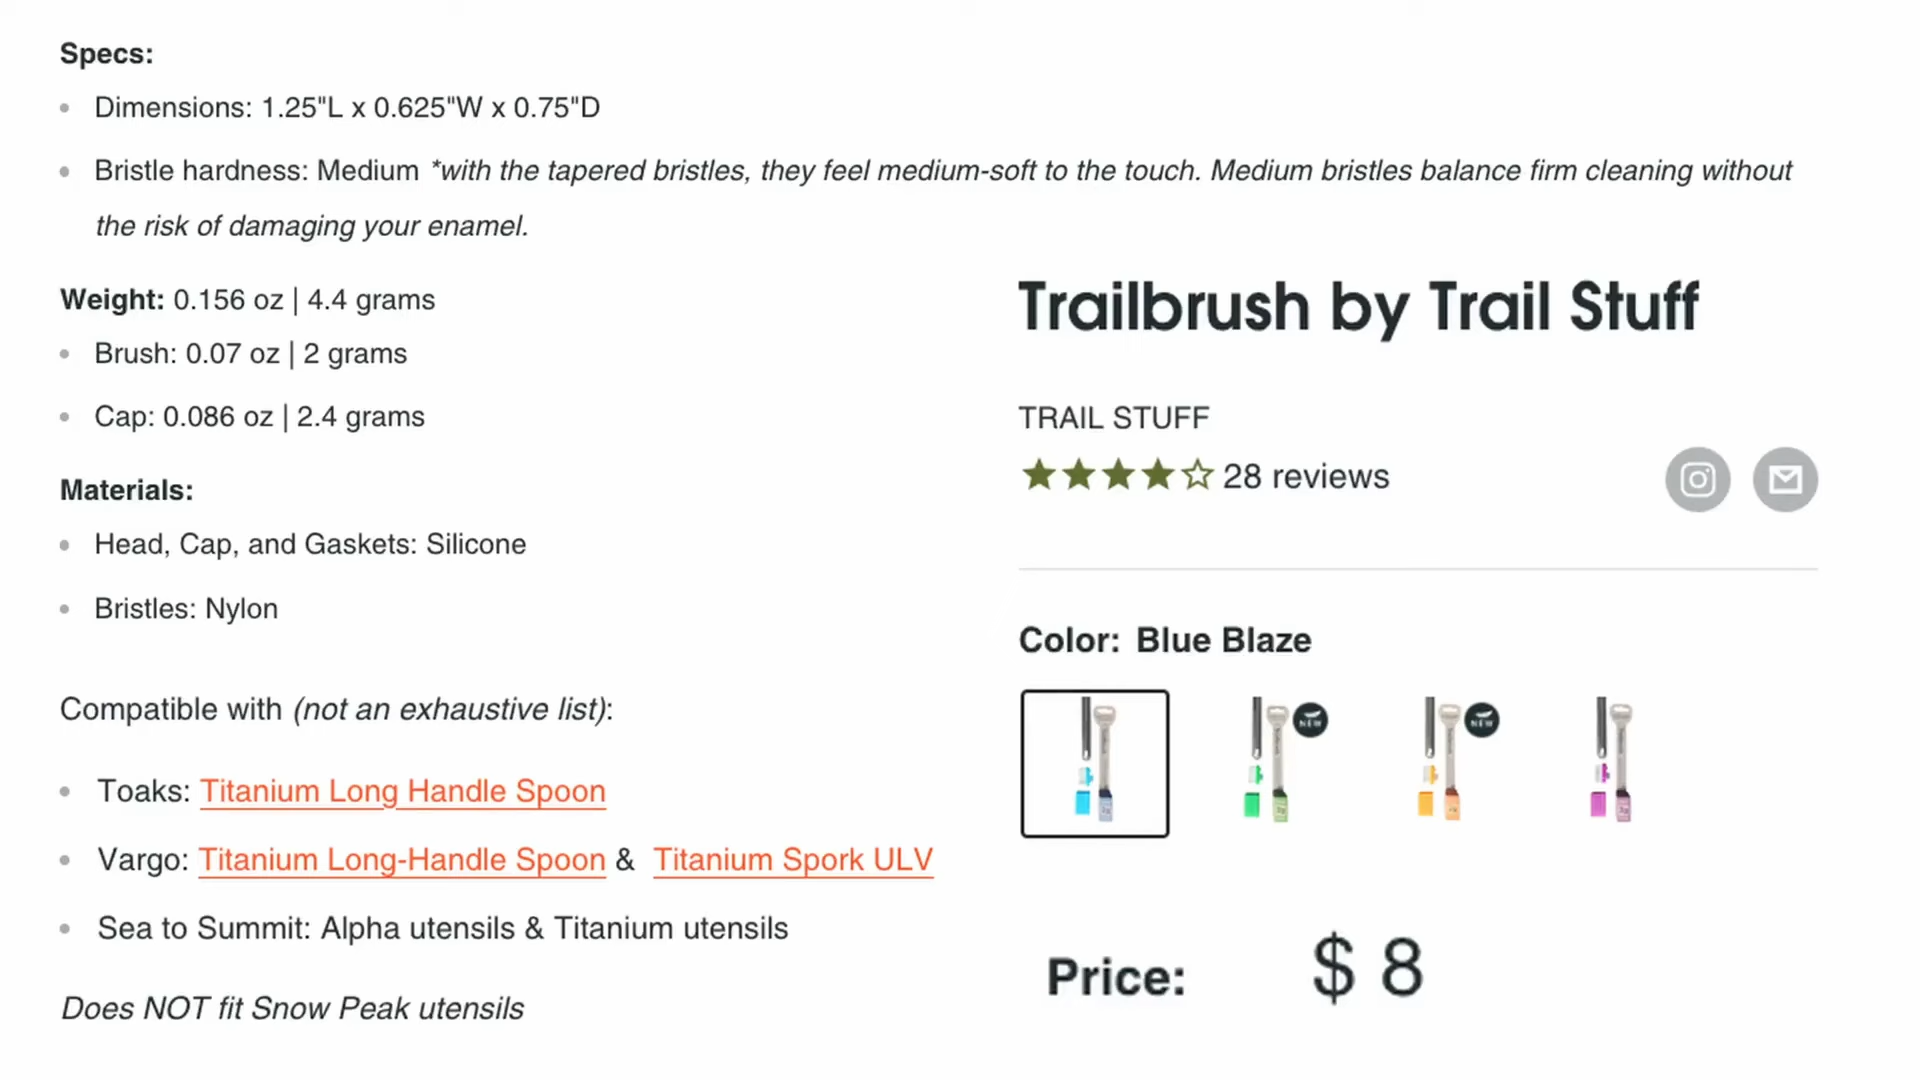 Specs:
Dimensions: 1.25"L x 0.625"W x 0.75"D
Bristle hardness: Medium *with the tapered bristles, they feel medium-soft to the touch. Medium bristles balance firm cleaning without
the risk of damaging your enamel.
Weight: 0.156 oz | 4.4 grams
Brush: 0.07 oz | 2 grams
Cap: 0.086 oz | 2.4 grams
Materials:
Head, Cap, and Gaskets: Silicone
Bristles: Nylon
Compatible with (not an exhaustive list):
Toaks: Titanium Long Handle Spoon
Vargo: Titanium Long-Handle Spoon & Titanium Spork ULV
Sea to Summit: Alpha utensils & Titanium utensils
Does NOT fit Snow Peak utensils
Trailbrush by Trail Stuff
TRAIL STUFF
28 reviews
Color: Blue Blaze
NEW
NEW
Price: $ 8